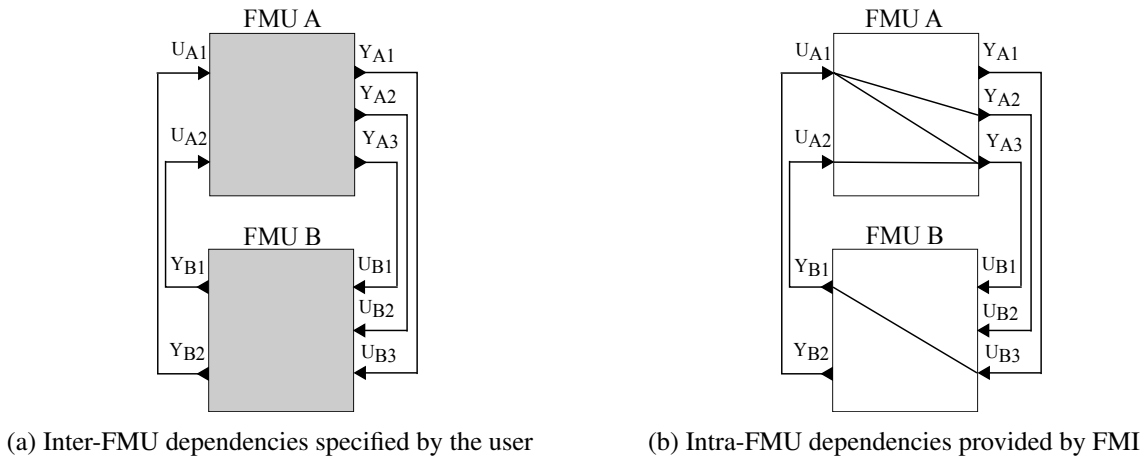 FMU A
UA1
YA1
YA2
UA2
YA3
FMU B
YB1
UB1
UB2
YB2
UB3
(a) Inter-FMU dependencies specified by the user
FMU A
UA1
YA1
YA2
UA2
YA3
FMU B
YB1
UB1
UB2
YB2
UB3
(b) Intra-FMU dependencies provided by FMI